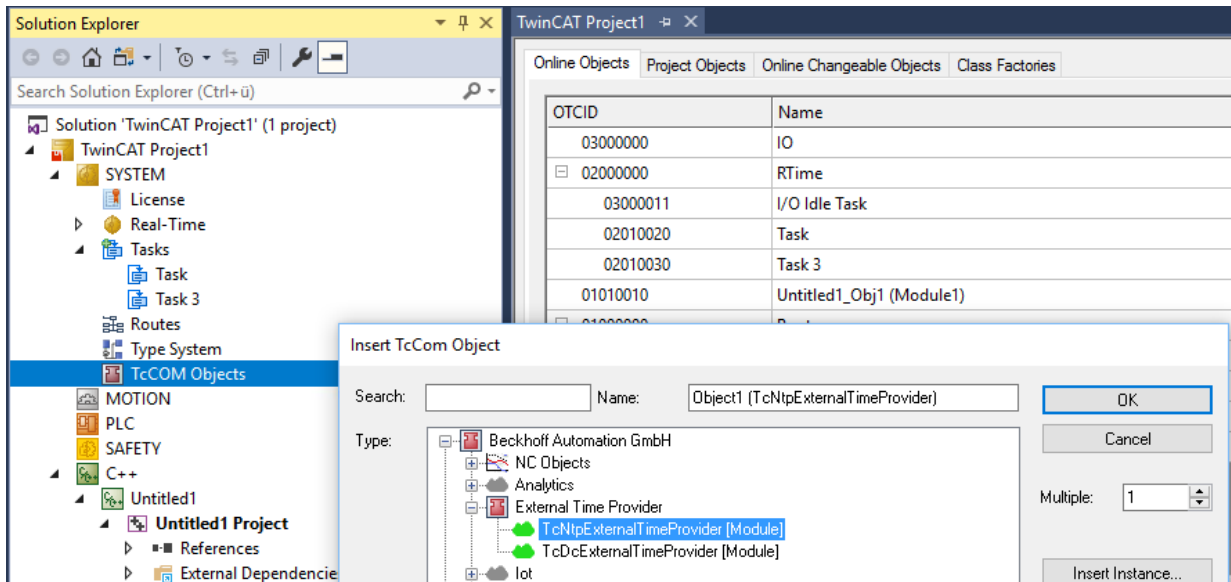 Solution Explorer
Search Solution Explorer (Ctrl+ü)
Solution 'TwinCAT Project1' (1 project)
TwinCAT Project1
SYSTEM
License
Real-Time
Tasks
Task
Task 3
Routes
Type System
TcCOM Objects
MOTION
PLC
SAFETY
C++
Untitled1
Untitled1 Project
References
External Dependencie
TwinCAT Project1
Online Objects Project Objects Online Changeable Objects Class Factories
OTCID Name
03000000 IO
02000000 RTime
03000011 I/O Idle Task
02010020 Task
02010030 Task 3
01010010 Untitled1_Obj1 (Module1)
Insert TcCom Object
Search: Name: Object1 (TcNtpExternalTimeProvider) OK
Type: Beckhoff Automation GmbH Cancel
NC Objects
Analytics Multiple: 1
External Time Provider
TcNtpExternalTimeProvider [Module]
TcDcExternalTimeProvider [Module]
Iot Insert Instance...